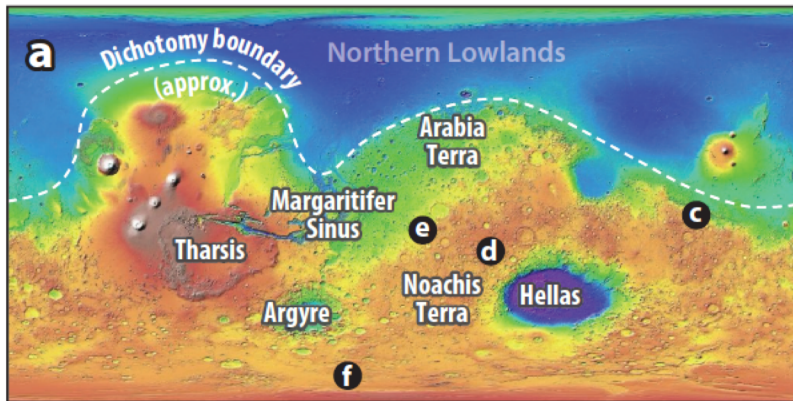 a
Dichotomy boundary
(approx.)
Northern Lowlands
Arabia
Terra
Margaritifer
Sinus
c
e
d
Tharsis
Noachis
Terra
Hellas
Argyre
f